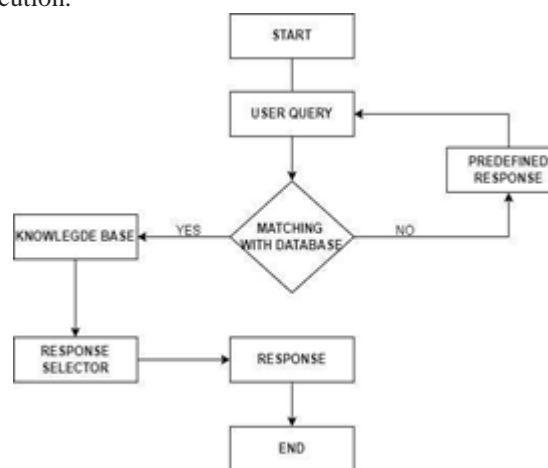 cution.
START
USER QUERY
PREDEFINED
RESPONSE
MATCHING
WITH DATABASE
YES
NO
KNOWLEGDE BASE
RESPONSE
SELECTOR
RESPONSE
END